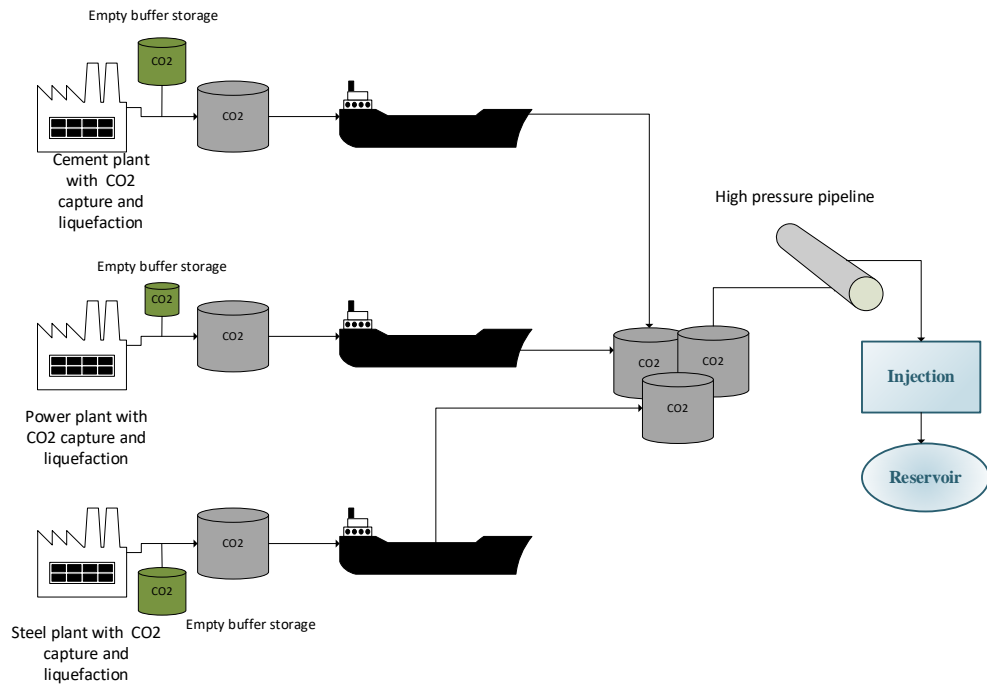 Empty buffer storage
CO2
CO2
Cement plant
with CO2
capture and
liquefaction
High pressure pipeline
Empty buffer storage
CO2
CO2
Power plant with
CO2 capture and
liquefaction
CO2
CO2
CO2
Injection
Reservoir
CO2
CO2
Empty buffer storage
Steel plant with CO2
capture and
liquefaction